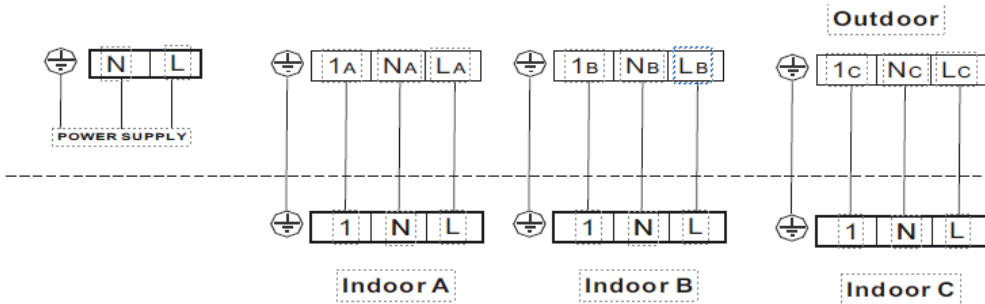 Outdoor
N L
1A NA LA
1B NB LB
1C NC LC
POWER SUPPLY
1 N L
1 N L
1 N L
Indoor A
Indoor B
Indoor C